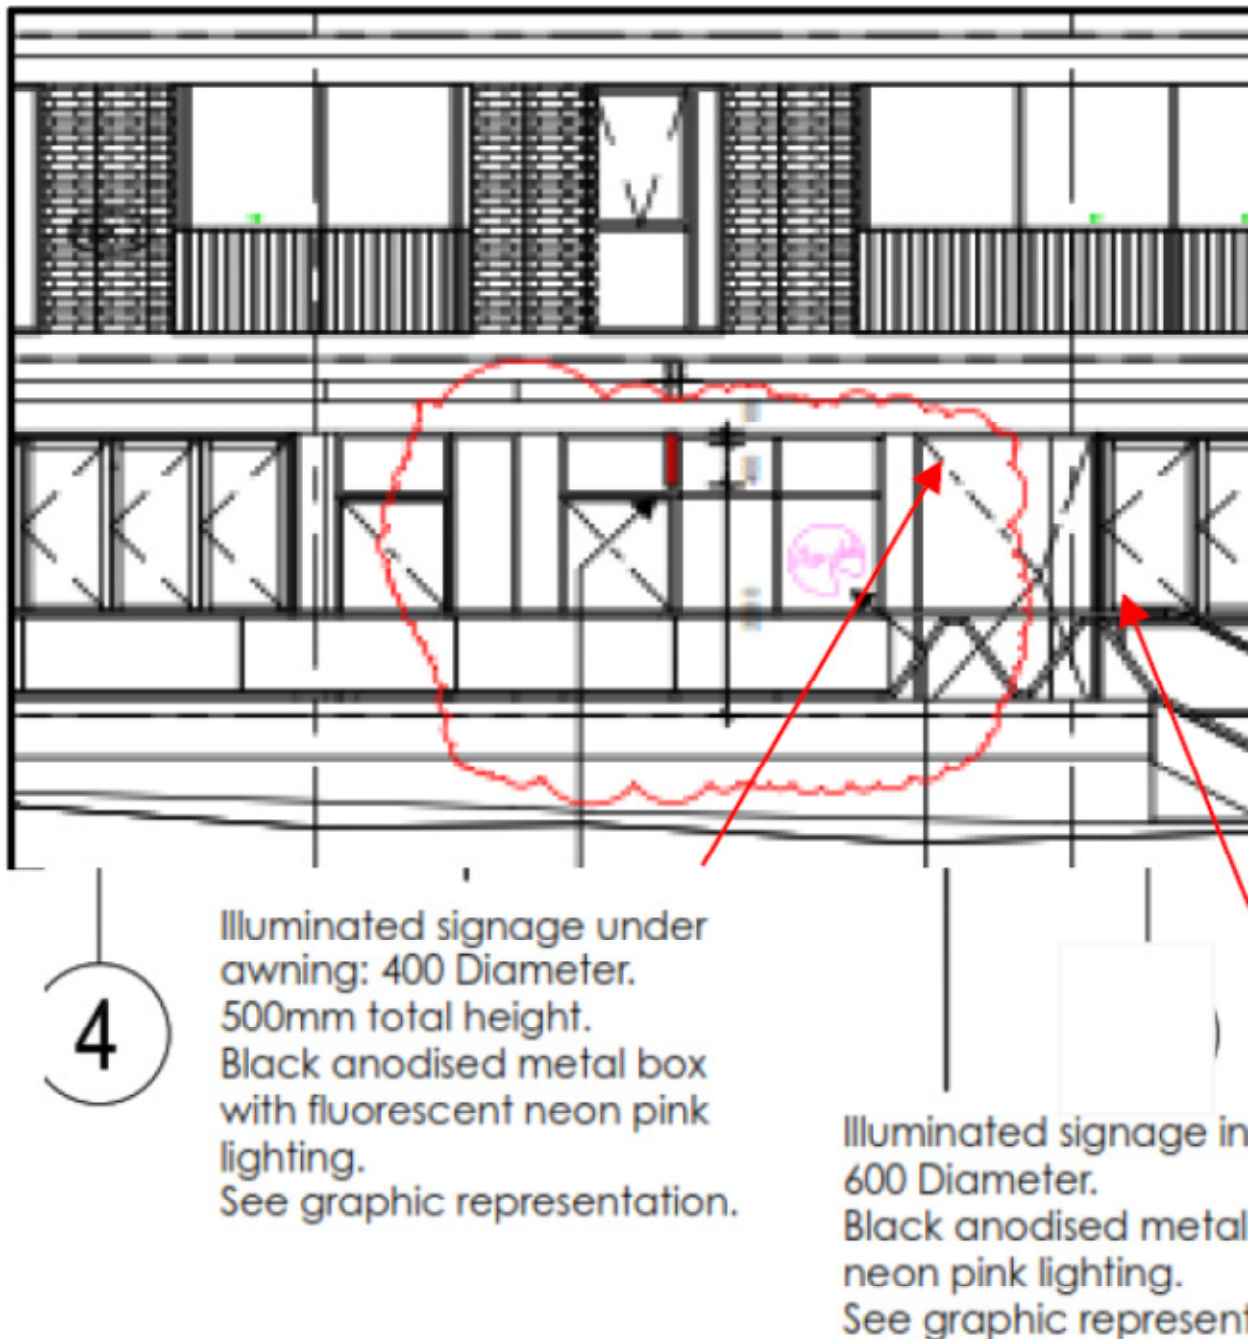 4
Illuminated signage under
awning: 400 Diameter.
500mm total height.
Black anodised metal box
with fluorescent neon pink
lighting.
See graphic representation.
Illuminated signage in
600 Diameter.
Black anodised metal
neon pink lighting.
See graphic represent